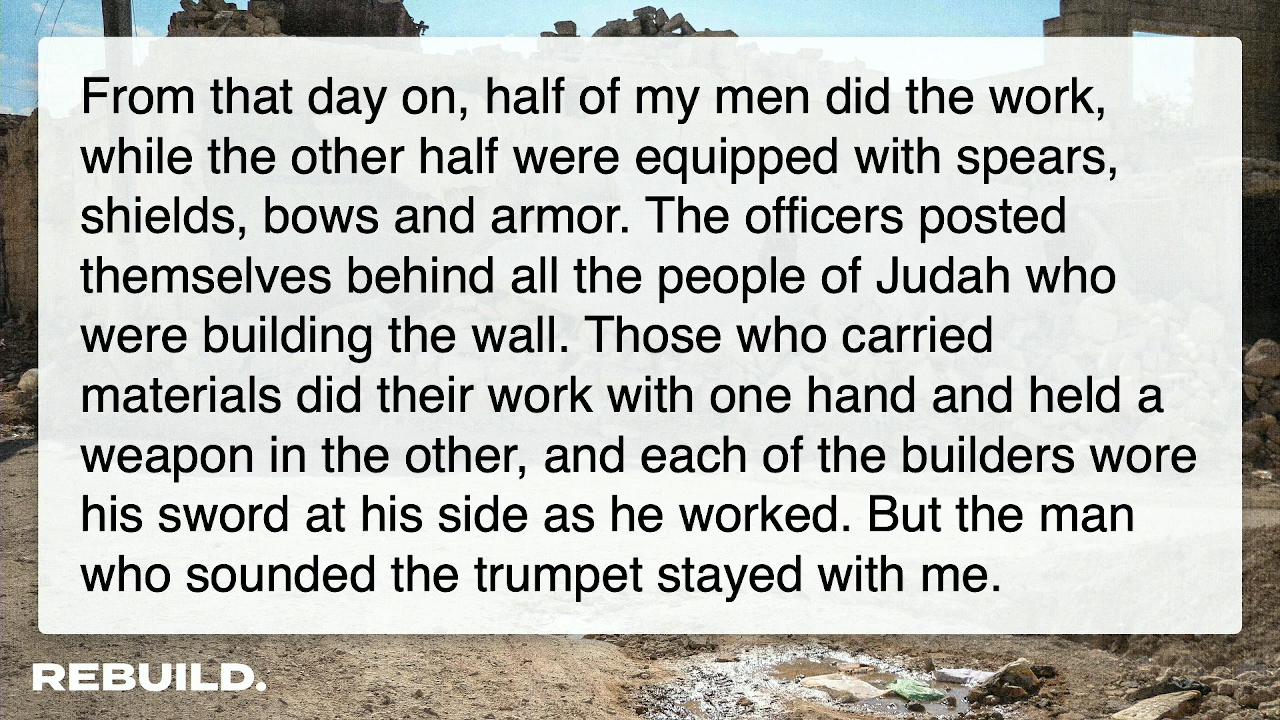 From that day on, half of my men did the work,
while the other half were equipped with spears,
shields, bows and armor. The officers posted
themselves behind all the people of Judah who
were building the wall. Those who carried
materials did their work with one hand and held a
weapon in the other, and each of the builders wore
his sword at his side as he worked. But the man
who sounded the trumpet stayed with me.
REBUILD.